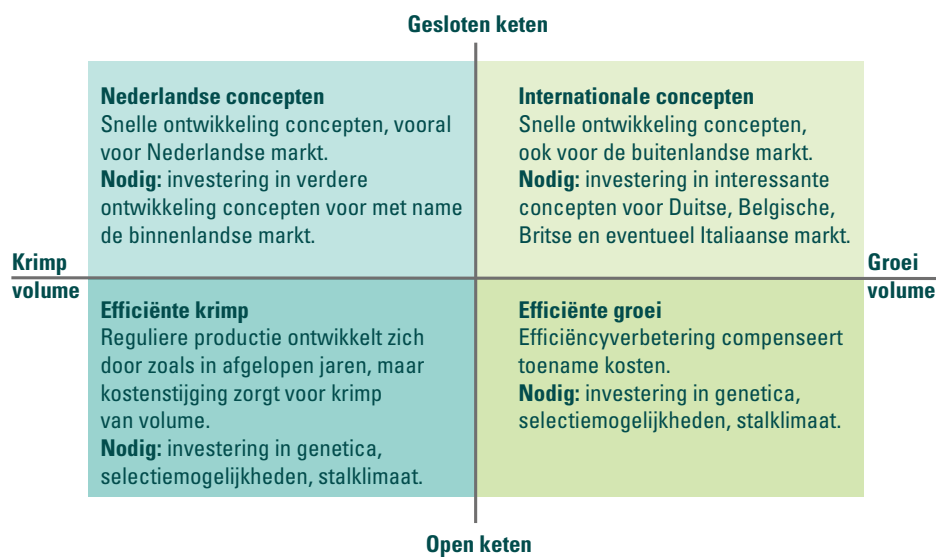 Gesloten keten
Nederlandse concepten
Snelle ontwikkeling concepten, vooral
voor Nederlandse markt.
Nodig: investering in verdere
ontwikkeling concepten voor met name
de binnenlandse markt.
Internationale concepten
Snelle ontwikkeling concepten,
ook voor de buitenlandse markt.
Nodig: investering in interessante
concepten voor Duitse, Belgische,
Britse en eventueel Italiaanse markt.
Krimp
volume
Groei
volume
Efficiënte krimp
Reguliere productie ontwikkelt zich
door zoals in afgelopen jaren, maar
kostenstijging zorgt voor krimp
van volume.
Nodig: investering in genetica,
selectiemogelijkheden, stalklimaat.
Efficiënte groei
Efficiëncyverbetering compenseert
toename kosten.
Nodig: investering in genetica,
selectiemogelijkheden, stalklimaat.
Open keten